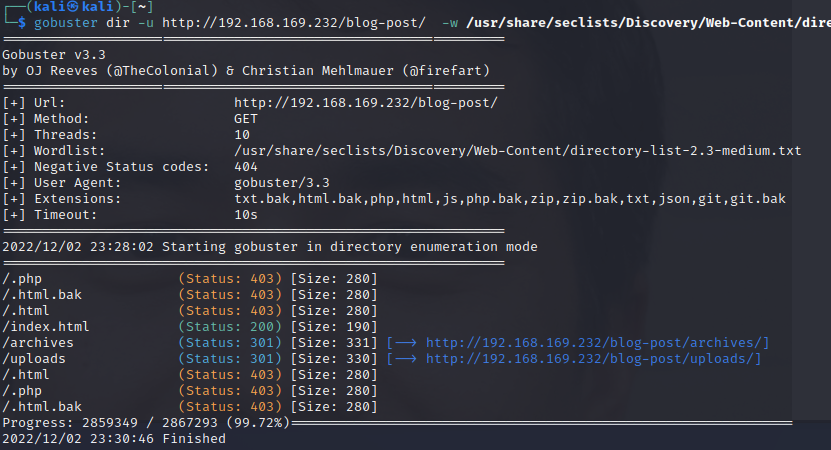 ┌──(kali㉿kali)-[~]
└─$ gobuster dir -u http://192.168.169.232/blog-post/  -w /usr/share/seclists/Discovery/Web-Content/dire
===============================================================
Gobuster v3.3
by OJ Reeves (@TheColonial) & Christian Mehlmauer (@firefart)
===============================================================
[+] Url:                     http://192.168.169.232/blog-post/
[+] Method:                  GET
[+] Threads:                 10
[+] Wordlist:                /usr/share/seclists/Discovery/Web-Content/directory-list-2.3-medium.txt
[+] Negative Status codes:   404
[+] User Agent:              gobuster/3.3
[+] Extensions:              txt.bak,html.bak,php,html,js,php.bak,zip,zip.bak,txt,json,git,git.bak
[+] Timeout:                 10s
===============================================================
2022/12/02 23:28:02 Starting gobuster in directory enumeration mode
===============================================================
/.php                 (Status: 403) [Size: 280]
/.html.bak            (Status: 403) [Size: 280]
/.html                (Status: 403) [Size: 280]
/index.html           (Status: 200) [Size: 190]
/archives             (Status: 301) [Size: 331] [--> http://192.168.169.232/blog-post/archives/]
/uploads              (Status: 301) [Size: 330] [--> http://192.168.169.232/blog-post/uploads/]
/.html                (Status: 403) [Size: 280]
/.php                 (Status: 403) [Size: 280]
/.html.bak            (Status: 403) [Size: 280]
Progress: 2859349 / 2867293 (99.72%)===============================================================
2022/12/02 23:30:46 Finished